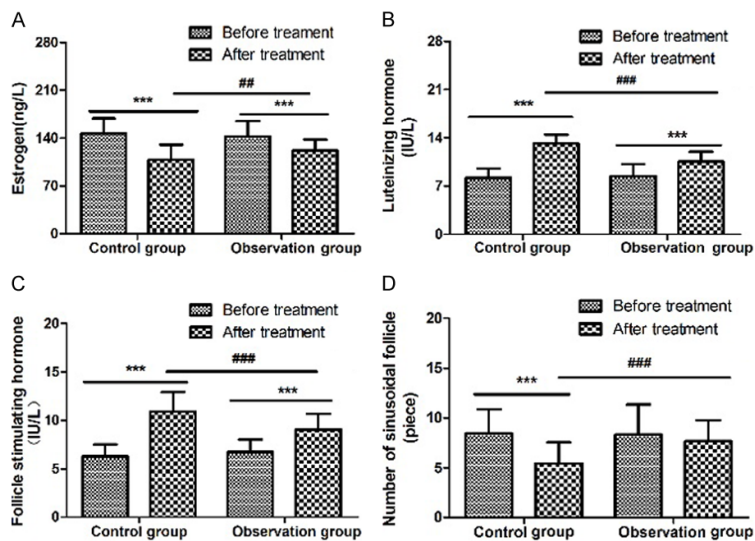 A
Before treament
After treatment
Estrogen(ng/L)
280
210
140
70
0
***
##
***
Control group
Observation group
B
Before treatment
After treatment
Luteinizing hormone
(IU/L)
28
21
14
7
0
***
###
***
Control group
Observation group
C
Before treatment
After treatment
Follicle stimulating hormone
(IU/L)
20
15
10
5
0
***
###
***
Control group
Observation group
D
Before treatment
After treatment
Number of sinusoidal follicle
(piece)
20
15
10
5
0
***
###
Control group
Observation group